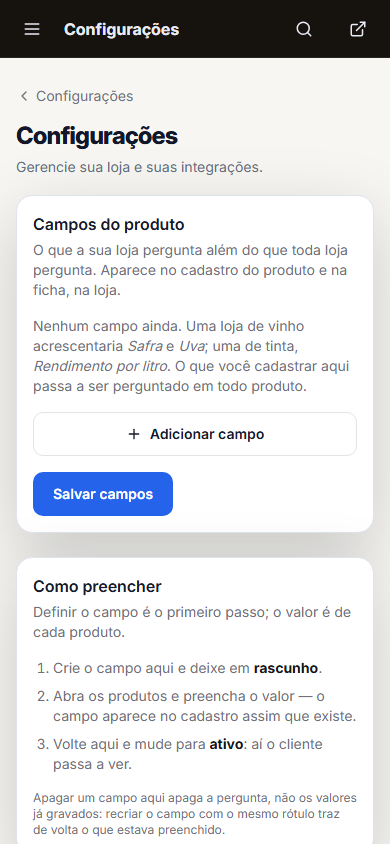 Configurações
Configurações
Configurações
Gerencie sua loja e suas integrações.
Campos do produto
O que a sua loja pergunta além do que toda loja
pergunta. Aparece no cadastro do produto e na
ficha, na loja.
Nenhum campo ainda. Uma loja de vinho
acrescentaria Safra e Uva; uma de tinta,
Rendimento por litro. O que você cadastrar aqui
passa a ser perguntado em todo produto.
Adicionar campo
Salvar campos
Como preencher
Definir o campo é o primeiro passo; o valor é de
cada produto.
1. Crie o campo aqui e deixe em rascunho.
2. Abra os produtos e preencha o valor — o
campo aparece no cadastro assim que existe.
3. Volte aqui e mude para ativo: aí o cliente
passa a ver.
Apagar um campo aqui apaga a pergunta, não os valores
já gravados: recriar o campo com o mesmo rótulo traz
de volta o que estava preenchido.